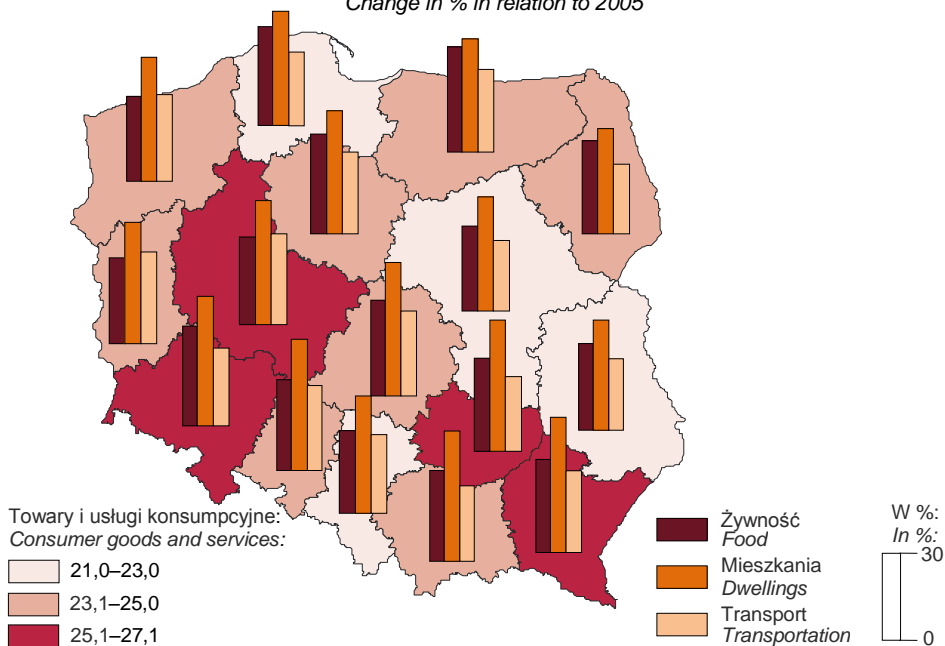 Change in % in relation to 2005
Towary i usługi konsumpcyjne:
Consumer goods and services:
21,0–23,0
23,1–25,0
25,1–27,1
Żywność
Food
Mieszkania
Dwellings
Transport
Transportation
W %:
In %:
30
0